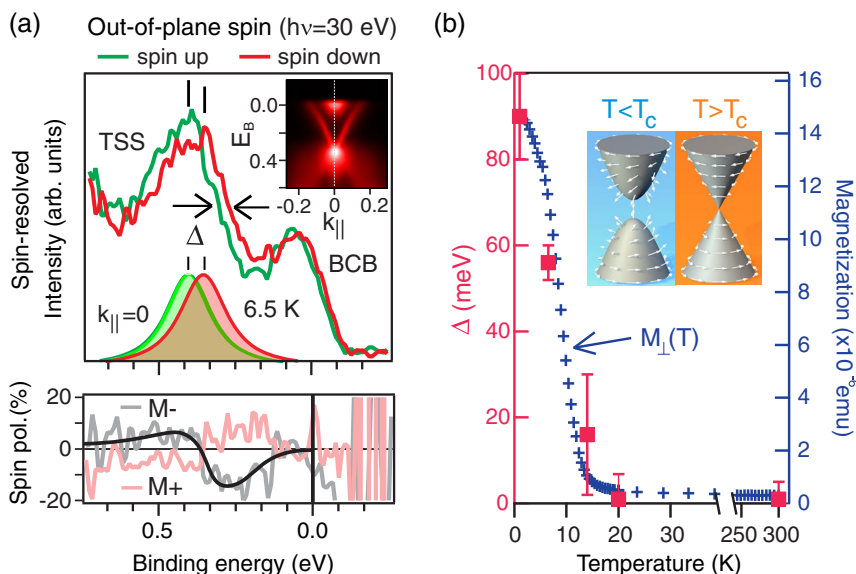 (a)
Out-of-plane spin (hν=30 eV)
spin up spin down
TSS
E_B
0.0
0.4
-0.2 0.0 0.2
k_||
Δ
BCB
k_||=0
6.5 K
Spin-resolved
Intensity (arb. units)
20
0
-20
Spin pol.(%)
M-
M+
0.5 0.0
Binding energy (eV)
(b)
100
80
60
40
20
0
Δ (meV)
T<T_c T>T_c
M⊥(T)
16
14
12
10
8
6
4
2
0
Magnetization (x10⁻⁶emu)
0 10 20 30 250 300
Temperature (K)